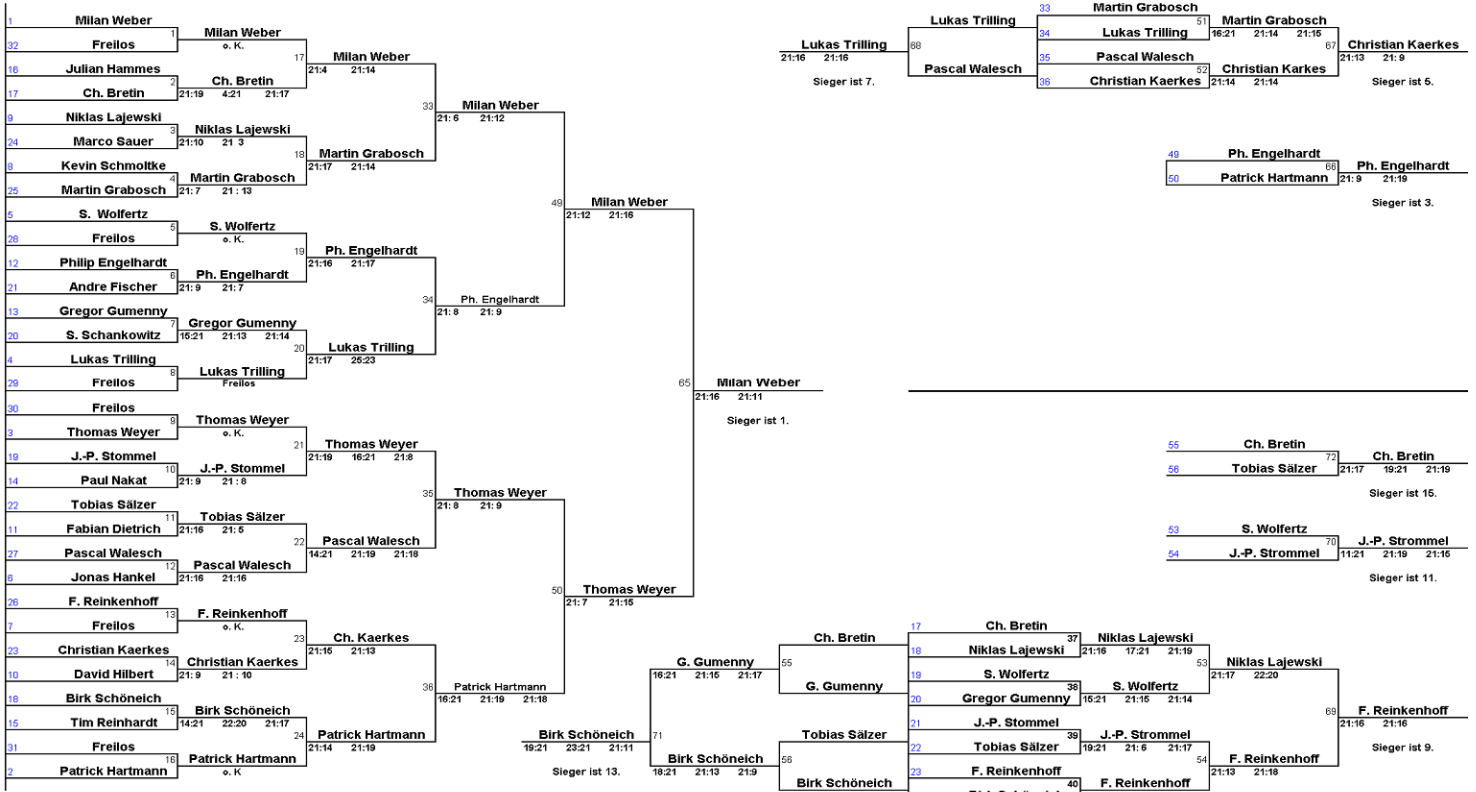 1 Milan Weber
1
32 Freilos
Milan Weber
o. K.
16 Julian Hammes
2
17 Ch. Bretin
Ch. Bretin
21:19 4:21 21:17
17
Milan Weber
21:4 21:14
9 Niklas Lajewski
3
24 Marco Sauer
Niklas Lajewski
21:10 21 3
8 Kevin Schmoltke
4
25 Martin Grabosch
Martin Grabosch
21: 7 21 : 13
18
Martin Grabosch
21:17 21:14
33
Milan Weber
21: 6 21:12
5 S. Wolfertz
5
28 Freilos
S. Wolfertz
o. K.
12 Philip Engelhardt
6
21 Andre Fischer
Ph. Engelhardt
21: 9 21: 7
19
Ph. Engelhardt
21:16 21:17
13 Gregor Gumenny
7
20 S. Schankowitz
Gregor Gumenny
15:21 21:13 21:14
4 Lukas Trilling
8
29 Freilos
Lukas Trilling
Freilos
20
Lukas Trilling
21:17 25:23
34
Ph. Engelhardt
21: 8 21: 9
49
Milan Weber
21:12 21:16
30 Freilos
9
3 Thomas Weyer
Thomas Weyer
o. K.
19 J.-P. Stommel
10
14 Paul Nakat
J.-P. Stommel
21: 9 21 : 8
21
Thomas Weyer
21:19 16:21 21:8
22 Tobias Sälzer
11
11 Fabian Dietrich
Tobias Sälzer
21:16 21: 5
27 Pascal Walesch
12
6 Jonas Hankel
Pascal Walesch
21:16 21:16
22
Pascal Walesch
14:21 21:19 21:18
35
Thomas Weyer
21: 8 21: 9
26 F. Reinkenhoff
13
7 Freilos
F. Reinkenhoff
o. K.
23 Christian Kaerkes
14
10 David Hilbert
Christian Kaerkes
21: 9 21 : 10
23
Ch. Kaerkes
21:15 21:13
18 Birk Schöneich
15
15 Tim Reinhardt
Birk Schöneich
14:21 22:20 21:17
31 Freilos
16
2 Patrick Hartmann
Patrick Hartmann
o. K
24
Patrick Hartmann
21:14 21:19
36
Patrick Hartmann
16:21 21:19 21:18
50
Thomas Weyer
21: 7 21:15
65
Milan Weber
21:16 21:11
Sieger ist 1.
33 Martin Grabosch
51
34 Lukas Trilling
Martin Grabosch
16:21 21:14 21:15
35 Pascal Walesch
52
36 Christian Kaerkes
Christian Karkes
21:14 21:14
67
Christian Kaerkes
21:13 21: 9
Sieger ist 5.
Lukas Trilling
68
Pascal Walesch
Lukas Trilling
21:16 21:16
Sieger ist 7.
49 Ph. Engelhardt
66
50 Patrick Hartmann
Ph. Engelhardt
21: 9 21:19
Sieger ist 3.
55 Ch. Bretin
72
56 Tobias Sälzer
Ch. Bretin
21:17 19:21 21:19
Sieger ist 15.
53 S. Wolfertz
70
54 J.-P. Strommel
J.-P. Strommel
11:21 21:19 21:15
Sieger ist 11.
17 Ch. Bretin
37
18 Niklas Lajewski
Niklas Lajewski
21:16 17:21 21:19
19 S. Wolfertz
38
20 Gregor Gumenny
S. Wolfertz
15:21 21:15 21:14
53
Niklas Lajewski
21:17 22:20
21 J.-P. Stommel
39
22 Tobias Sälzer
J.-P. Strommel
19:21 21: 6 21:17
23 F. Reinkenhoff
40
F. Reinkenhoff
54
F. Reinkenhoff
21:13 21:18
69
F. Reinkenhoff
21:16 21:16
Sieger ist 9.
Ch. Bretin
55
G. Gumenny
G. Gumenny
16:21 21:15 21:17
Tobias Sälzer
56
Birk Schöneich
Birk Schöneich
18:21 21:13 21:9
71
Birk Schöneich
19:21 23:21 21:11
Sieger ist 13.